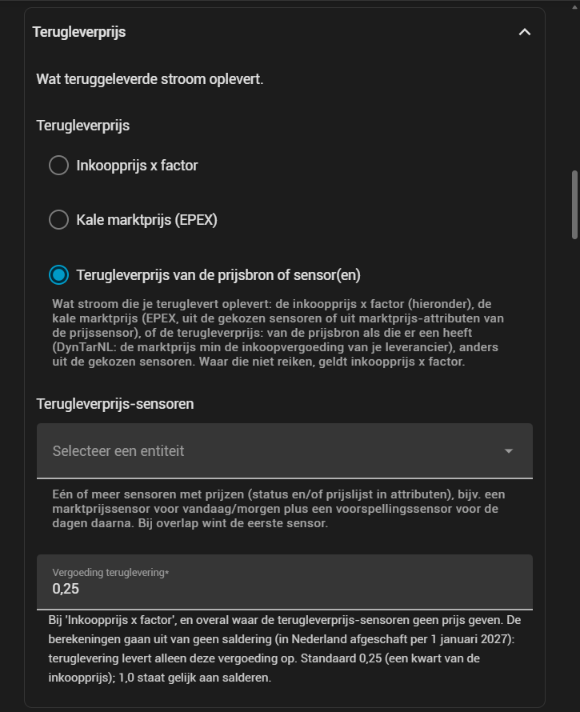 Terugleverprijs
Wat teruggeleverde stroom oplevert.
Terugleverprijs
Inkoopprijs x factor
Kale marktprijs (EPEX)
Terugleverprijs van de prijsbron of sensor(en)
Wat stroom die je teruglevert oplevert: de inkoopprijs x factor (hieronder), de
kale marktprijs (EPEX, uit de gekozen sensoren of uit marktprijs-attributen van
de prijssensor), of de terugleverprijs: van de prijsbron als die er een heeft
(DynTarNL: de marktprijs min de inkoopvergoeding van je leverancier), anders
uit de gekozen sensoren. Waar die niet reiken, geldt inkoopprijs x factor.
Terugleverprijs-sensoren
Selecteer een entiteit
Eén of meer sensoren met prijzen (status en/of prijslijst in attributen), bijv. een
marktprijssensor voor vandaag/morgen plus een voorspellingssensor voor de
dagen daarna. Bij overlap wint de eerste sensor.
Vergoeding teruglevering*
0,25
Bij 'Inkoopprijs x factor', en overal waar de terugleverprijs-sensoren geen prijs geven. De
berekeningen gaan uit van geen saldering (in Nederland afgeschaft per 1 januari 2027):
teruglevering levert alleen deze vergoeding op. Standaard 0,25 (een kwart van de
inkoopprijs); 1,0 staat gelijk aan salderen.